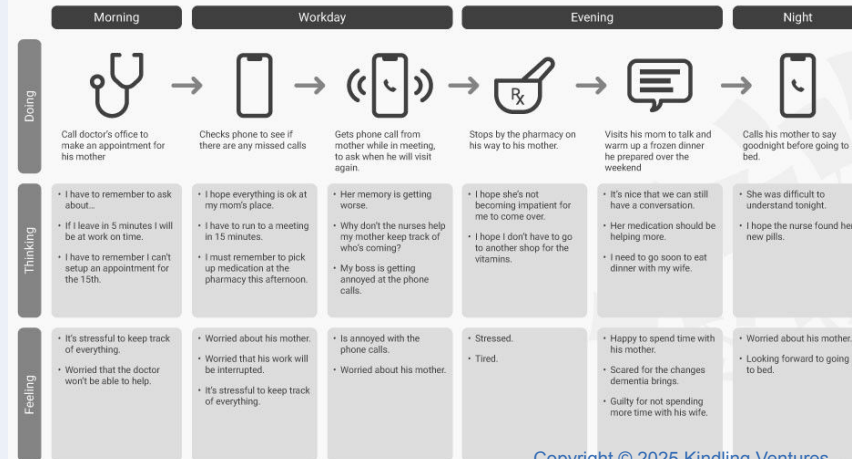 Morning
Workday
Evening
Night
Doing
Call doctor's office to
make an appointment for
his mother
Checks phone to see if
there are any missed calls
Gets phone call from
mother while in meeting,
to ask when he will visit
again.
Rx
Stops by the pharmacy on
his way to his mother.
Visits his mom to talk and
warm up a frozen dinner
he prepared over the
weekend
Calls his mother to say
goodnight before going to
bed.
Thinking
• I have to remember to ask
about...
• If I leave in 5 minutes I will
be at work on time.
• I have to remember I can't
setup an appointment for
the 15th.
• I hope everything is ok at
my mom's place.
• I have to run to a meeting
in 15 minutes.
• I must remember to pick
up medication at the
pharmacy this afternoon.
• Her memory is getting
worse.
• Why don't the nurses help
my mother keep track of
who's coming?
• My boss is getting
annoyed at the phone
calls.
• I hope she's not
becoming impatient for
me to come over.
• I hope I don't have to go
to another shop for the
vitamins.
• It's nice that we can still
have a conversation.
• Her medication should be
helping more.
• I need to go soon to eat
dinner with my wife.
• She was difficult to
understand tonight.
• I hope the nurse found her
new pills.
Feeling
• It's stressful to keep track
of everything.
• Worried that the doctor
won't be able to help.
• Worried about his mother.
• Worried that his work will
be interrupted.
• It's stressful to keep track
of everything.
• Is annoyed with the
phone calls.
• Worried about his mother.
• Stressed.
• Tired.
• Happy to spend time with
his mother.
• Scared for the changes
dementia brings.
• Guilty for not spending
more time with his wife.
• Worried about his mother.
• Looking forward to going
to bed.
Copyright © 2025 Kindling Ventures